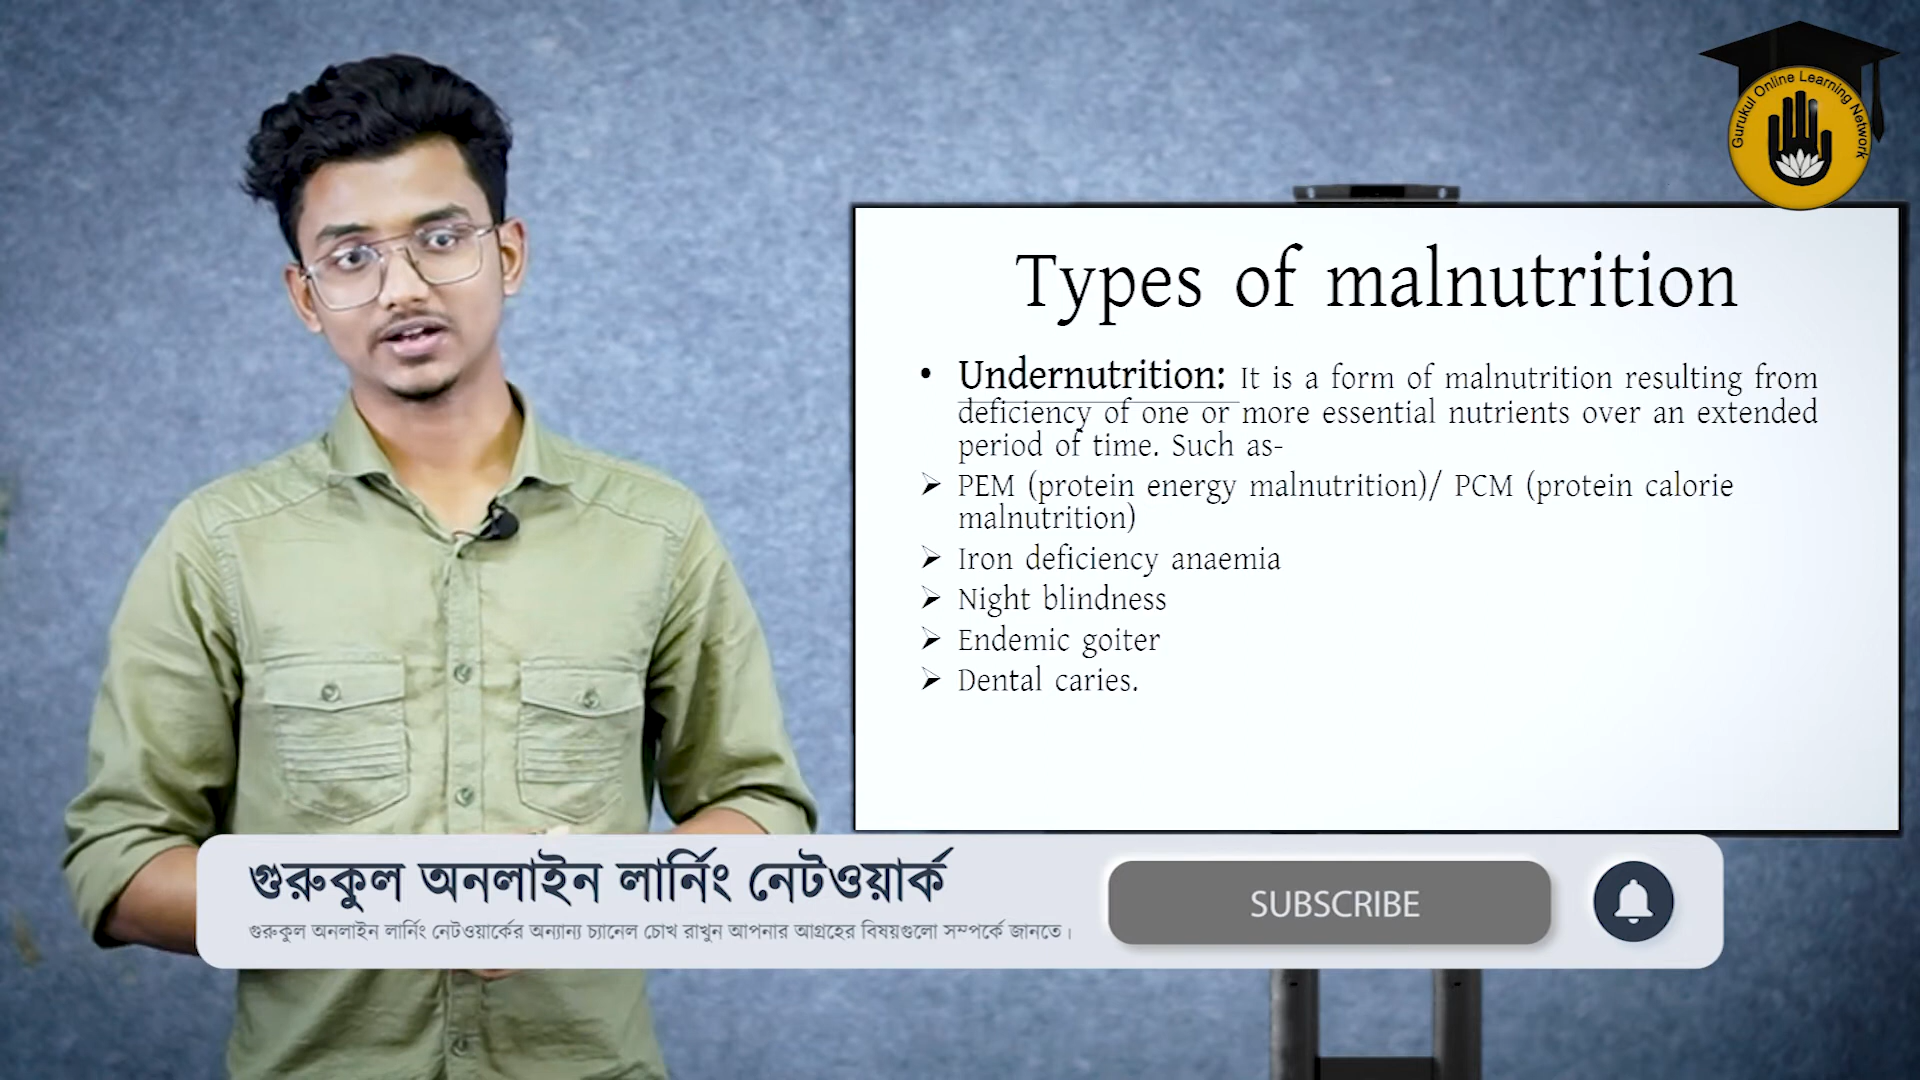 Gurukul Online Learning Network
Types of malnutrition
• Undernutrition: It is a form of malnutrition resulting from
deficiency of one or more essential nutrients over an extended
period of time. Such as-
➢ PEM (protein energy malnutrition)/ PCM (protein calorie
malnutrition)
➢ Iron deficiency anaemia
➢ Night blindness
➢ Endemic goiter
➢ Dental caries.
গুরুকুল অনলাইন লার্নিং নেটওয়ার্ক
গুরুকুল অনলাইন লার্নিং নেটওয়ার্কের অন্যান্য চ্যানেল চোখ রাখুন আপনার আগ্রহের বিষয়গুলো সম্পর্কে জানতে।
SUBSCRIBE